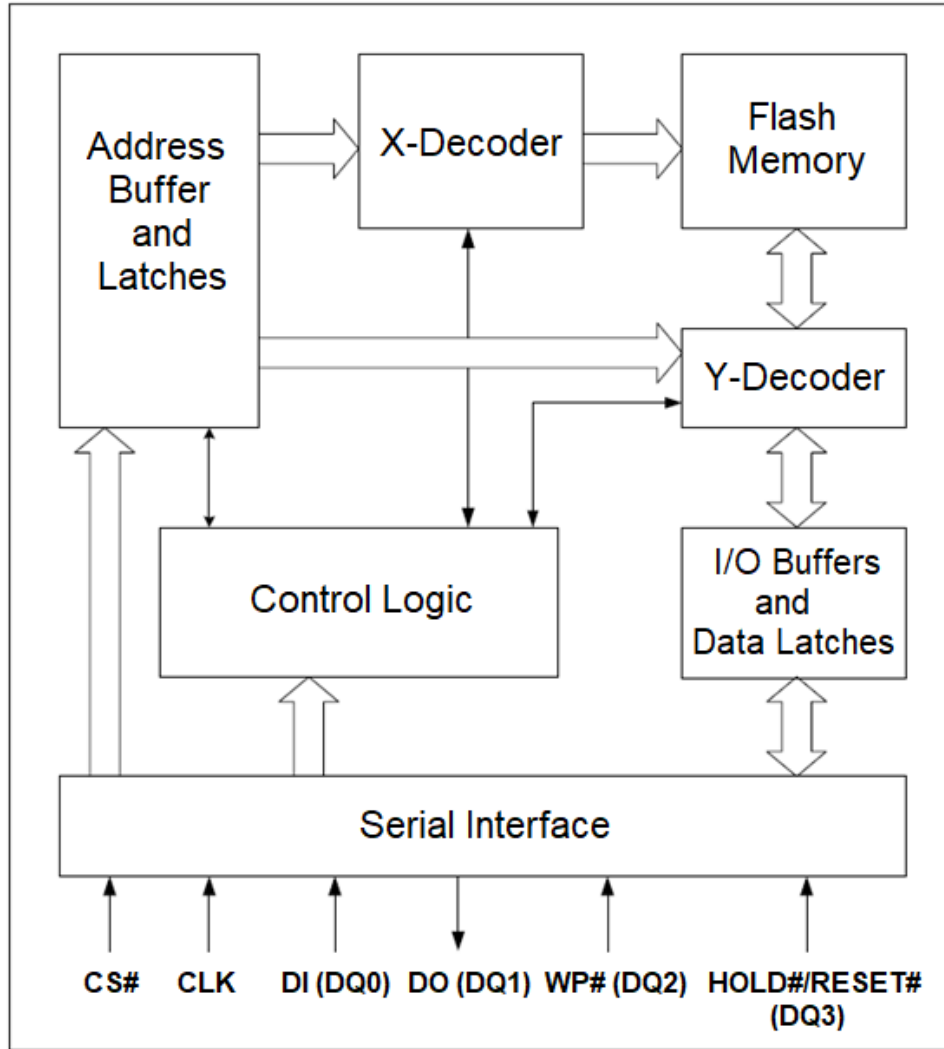 Address
Buffer
and
Latches
X-Decoder
Flash
Memory
Y-Decoder
Control Logic
I/O Buffers
and
Data Latches
Serial Interface
CS#
CLK
DI (DQ0)
DO (DQ1)
WP# (DQ2)
HOLD#/RESET#
(DQ3)